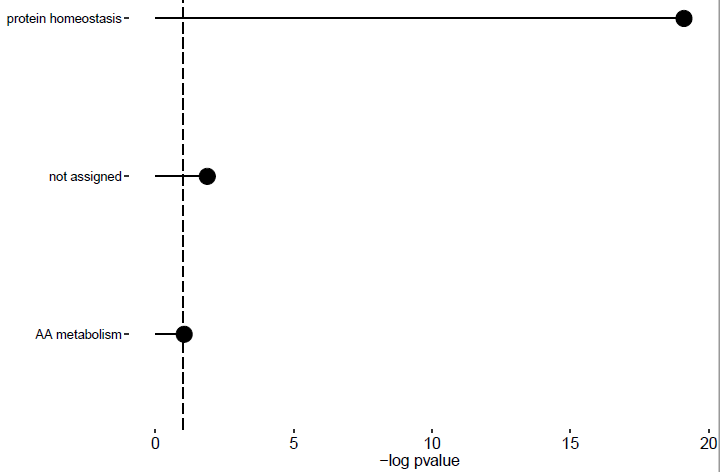 protein homeostasis
not assigned
AA metabolism
0 5 10 15 20
−log pvalue